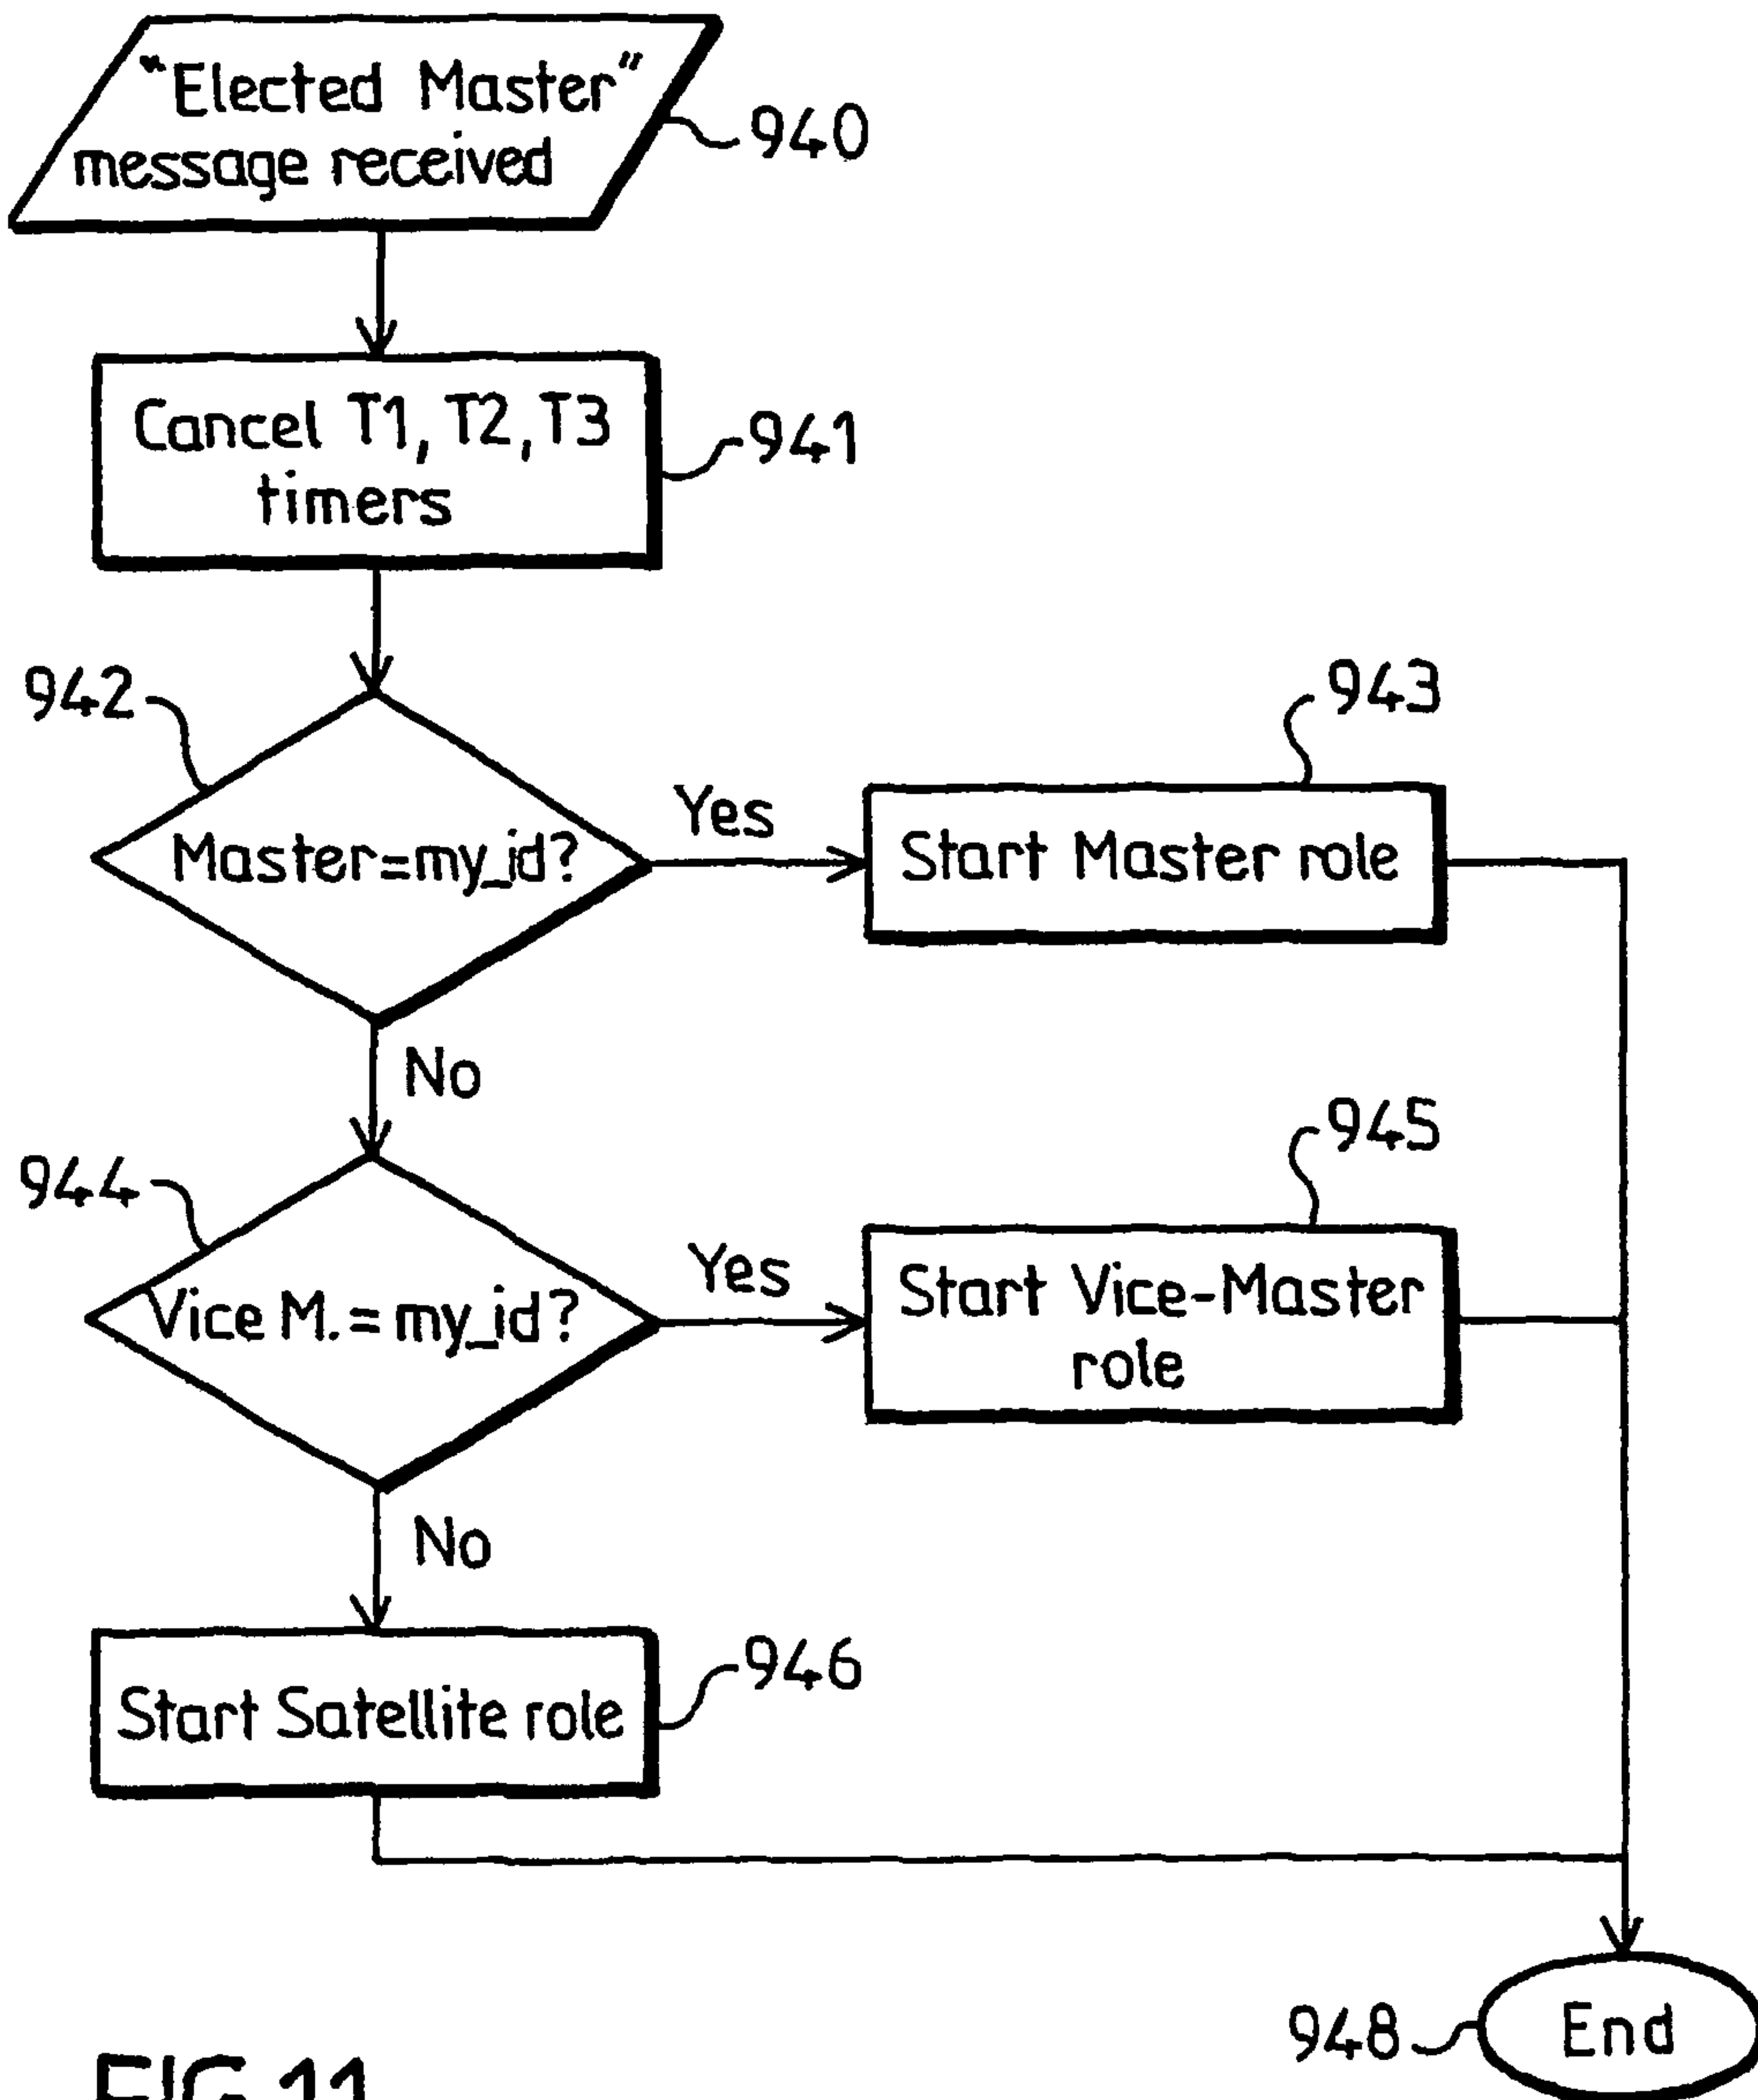 "Elected Master"
message received
940
Cancel T1, T2, T3
timers
941
942
Master=my_id?
Yes
943
Start Master role
No
944
Vice M.=my_id?
Yes
945
Start Vice-Master
role
No
946
Start Satellite role
948
End
FIG.11